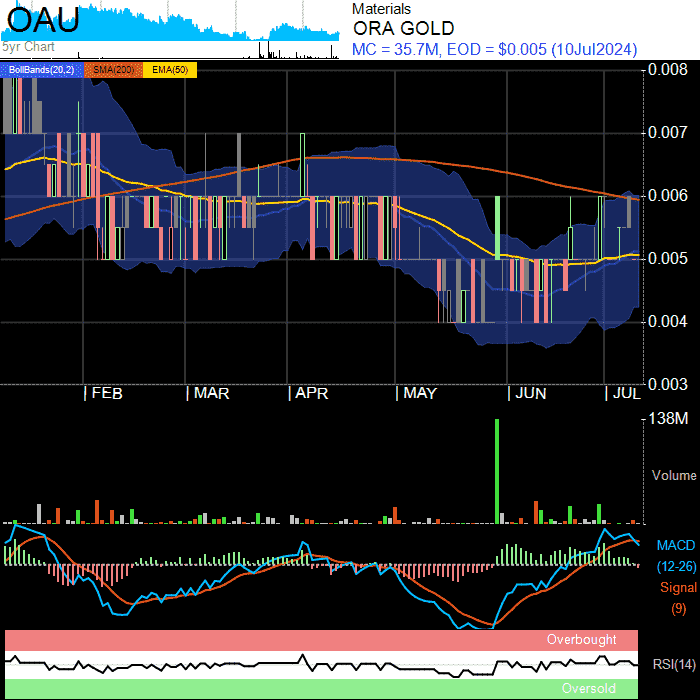 OAU
5yr Chart
Materials
ORA GOLD
MC = 35.7M, EOD = $0.005 (10Jul2024)
BollBands(20,2) SMA(200) EMA(50)
0.008
0.007
0.006
0.005
0.004
0.003
FEB MAR APR MAY JUN JUL
138M
Volume
MACD
(12-26)
Signal
(9)
Overbought
RSI(14)
Oversold